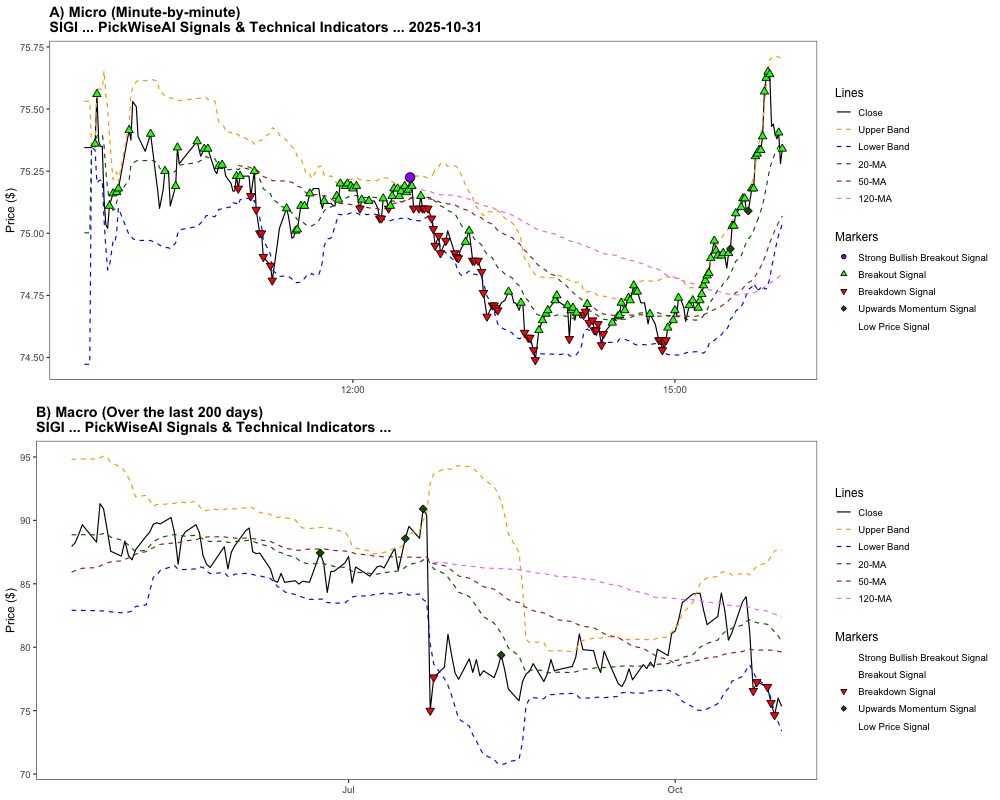 A) Micro (Minute-by-minute)
SIGI ... PickWiseAI Signals & Technical Indicators ... 2025-10-31
75.75
75.50
75.25
75.00
74.75
74.50
Price ($)
12:00
15:00
Lines
Close
Upper Band
Lower Band
20-MA
50-MA
120-MA
Markers
Strong Bullish Breakout Signal
Breakout Signal
Breakdown Signal
Upwards Momentum Signal
Low Price Signal
B) Macro (Over the last 200 days)
SIGI ... PickWiseAI Signals & Technical Indicators ...
95
90
85
80
75
70
Price ($)
Jul
Oct
Lines
Close
Upper Band
Lower Band
20-MA
50-MA
120-MA
Markers
Strong Bullish Breakout Signal
Breakout Signal
Breakdown Signal
Upwards Momentum Signal
Low Price Signal